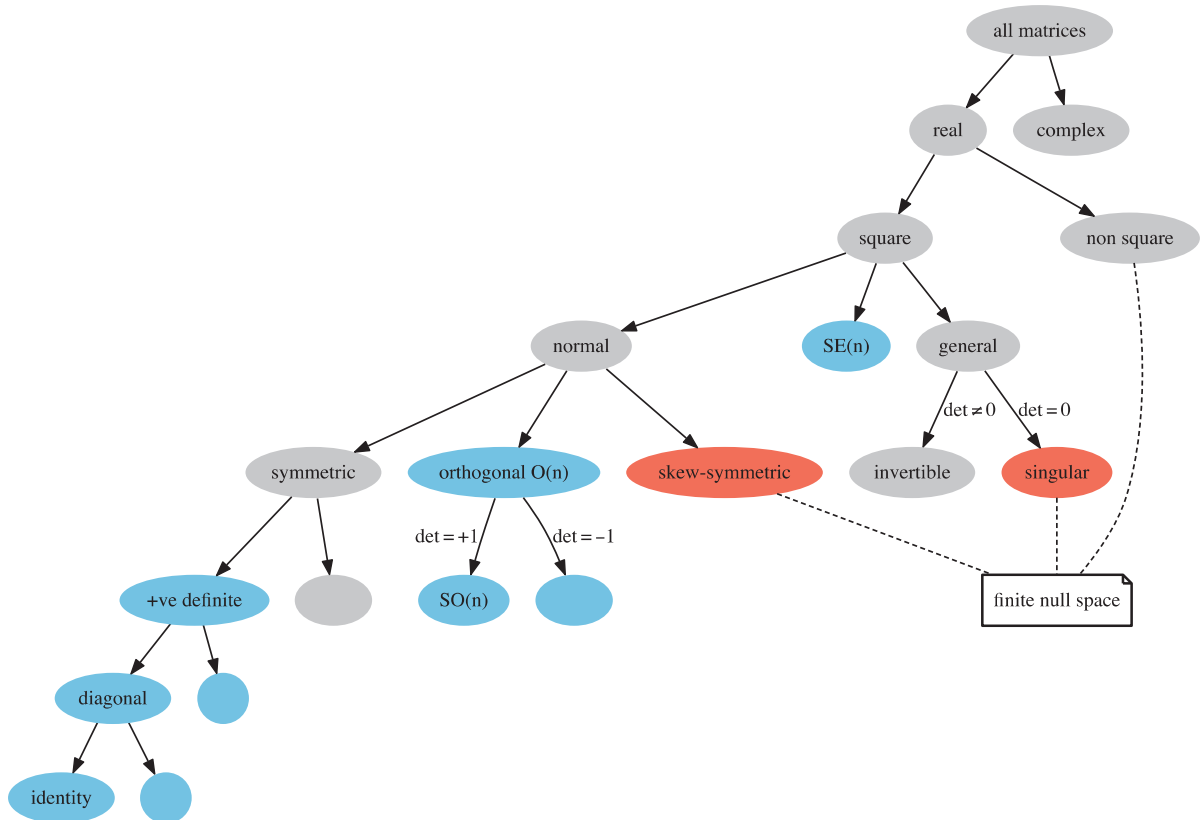 all matrices
real
complex
square
non square
normal
SE(n)
general
det ≠ 0
det = 0
symmetric
orthogonal O(n)
skew-symmetric
invertible
singular
det = +1
det = −1
+ve definite
SO(n)
finite null space
diagonal
identity